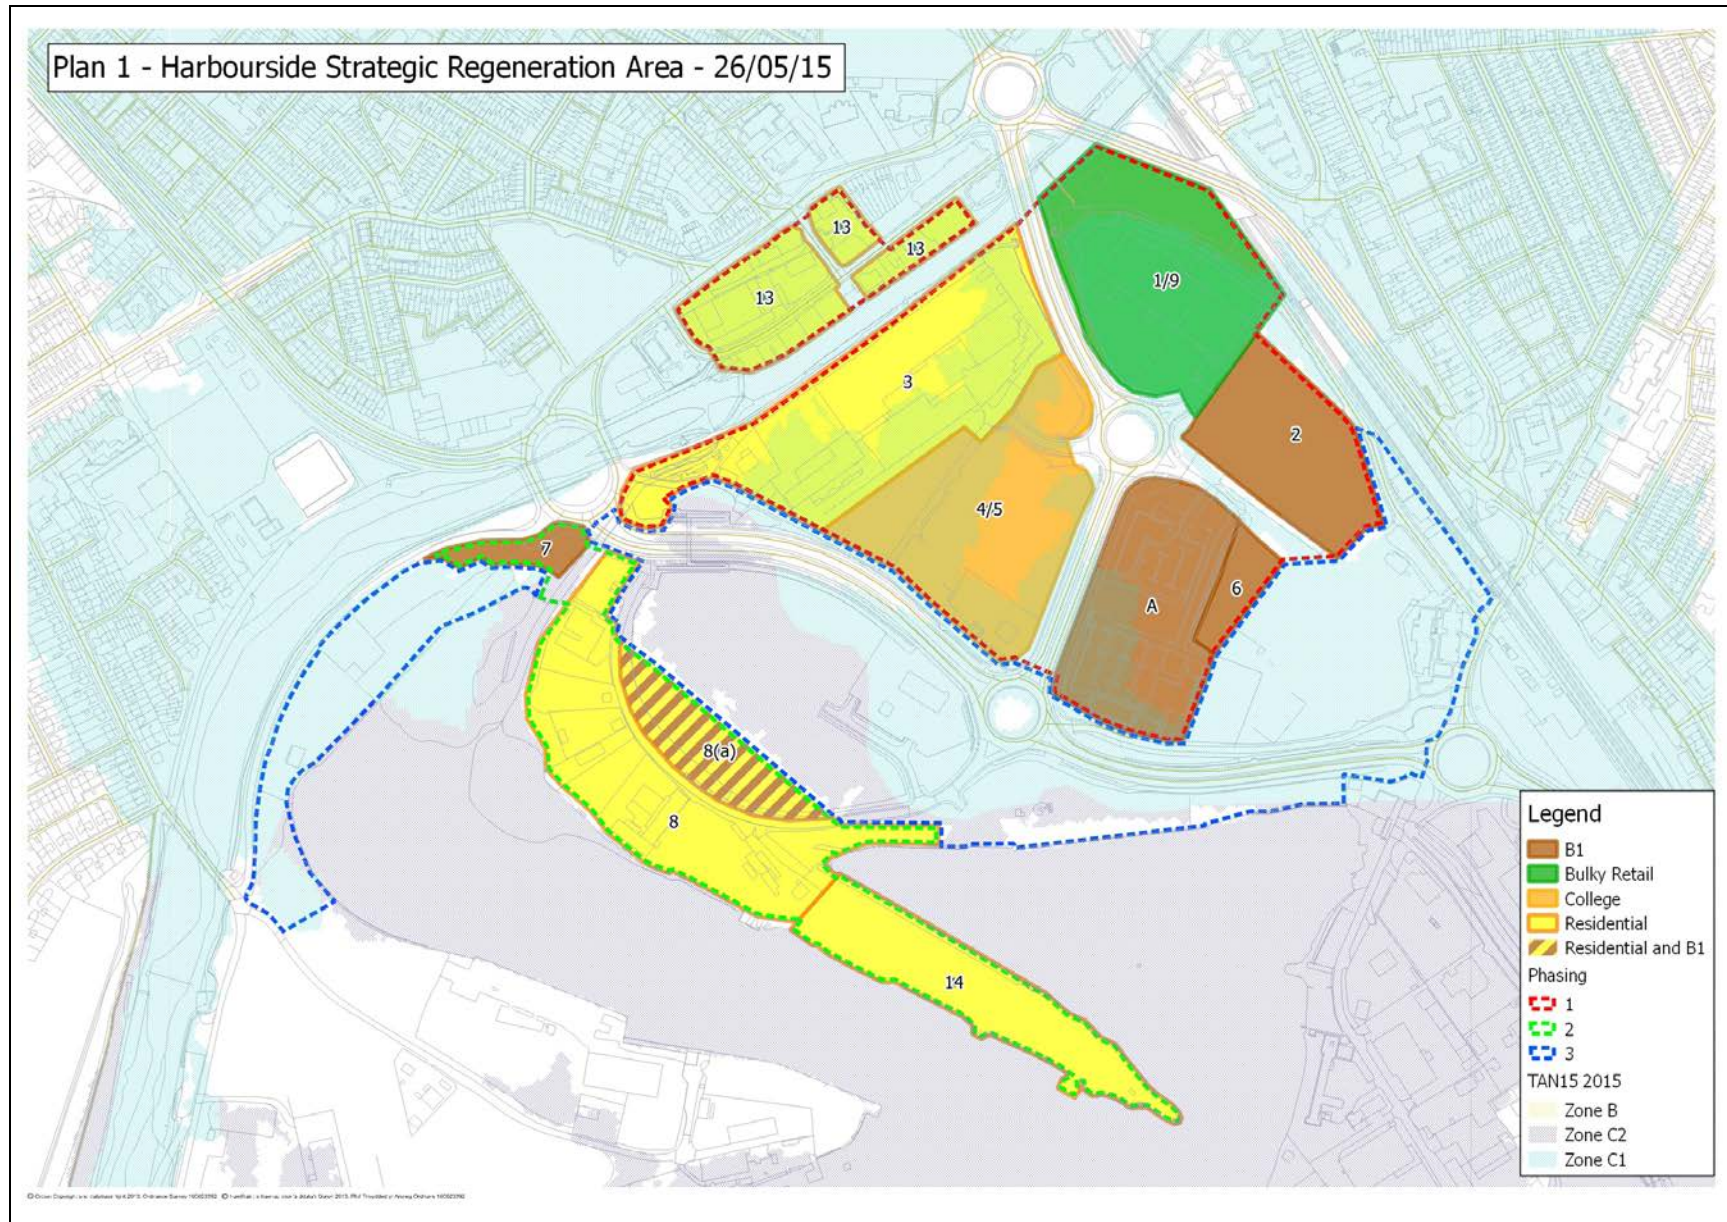 Plan 1 - Harbourside Strategic Regeneration Area - 26/05/15
13
13
13
1/9
3
2
4/5
7
6
A
8(a)
8
14
Legend
B1
Bulky Retail
College
Residential
Residential and B1
Phasing
1
2
3
TAN15 2015
Zone B
Zone C2
Zone C1